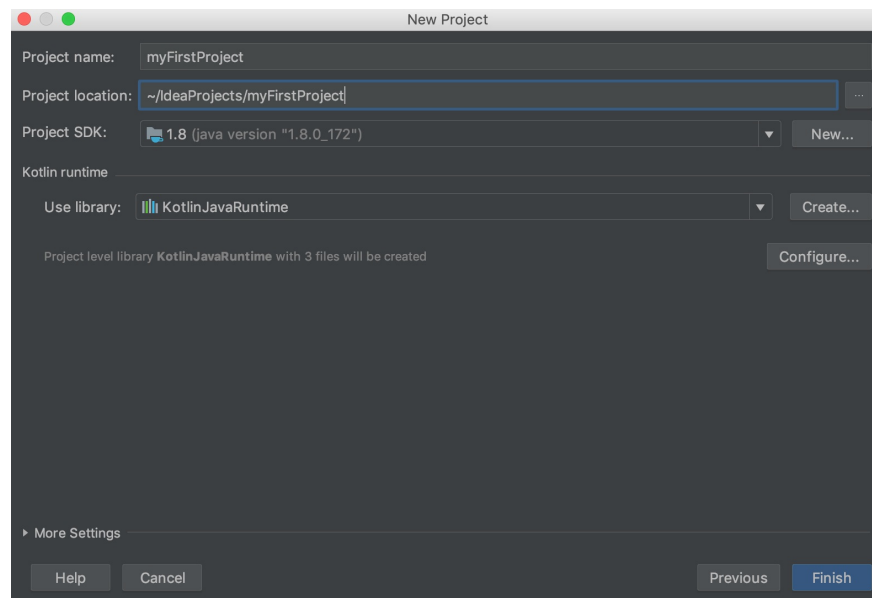 New Project
Project name: myFirstProject
Project location: ~/IdeaProjects/myFirstProject ...
Project SDK: 1.8 (java version "1.8.0_172") New...
Kotlin runtime
Use library: KotlinJavaRuntime Create...
Project level library KotlinJavaRuntime with 3 files will be created Configure...
More Settings
Help Cancel Previous Finish